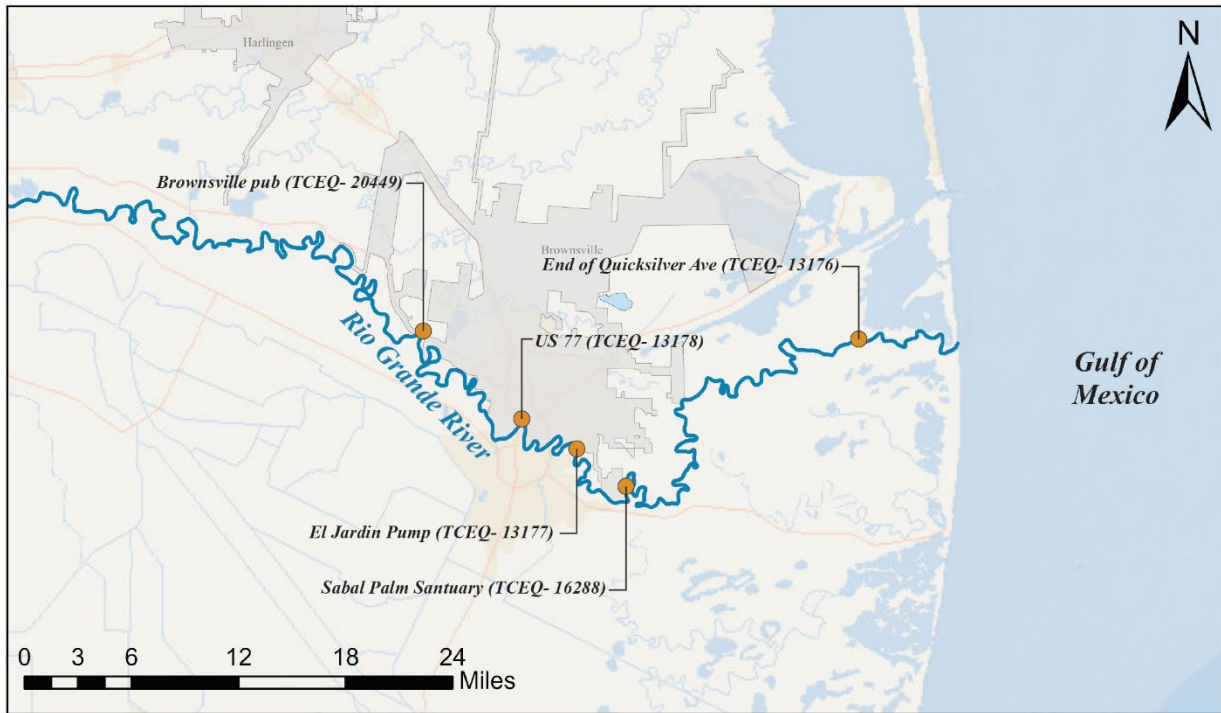 Harlingen
N
Brownsville pub (TCEQ- 20449)
Brownsville
End of Quicksilver Ave (TCEQ- 13176)
US 77 (TCEQ- 13178)
Rio Grande River
Gulf of
Mexico
El Jardin Pump (TCEQ- 13177)
Sabal Palm Santuary (TCEQ- 16288)
0 3 6 12 18 24
Miles